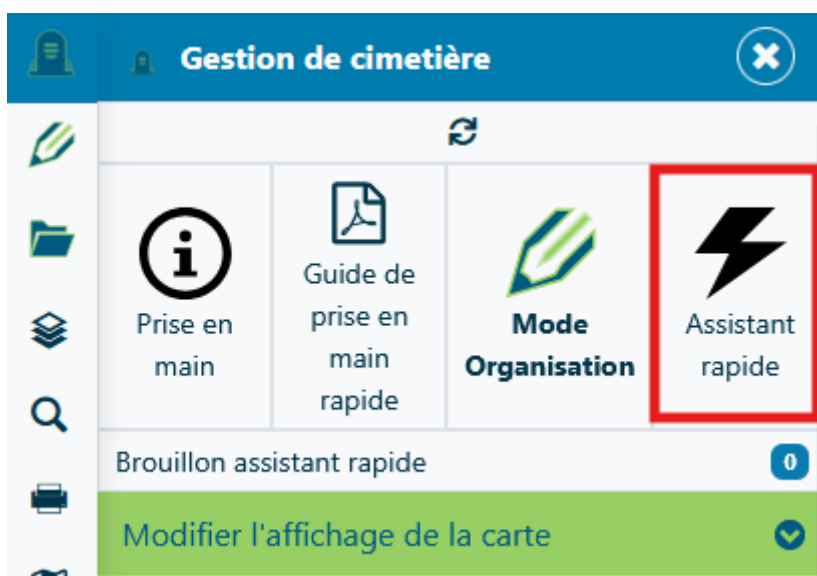 Gestion de cimetière
Prise en
main
Guide de
prise en
main
rapide
Mode
Organisation
Assistant
rapide
Brouillon assistant rapide
0
Modifier l'affichage de la carte